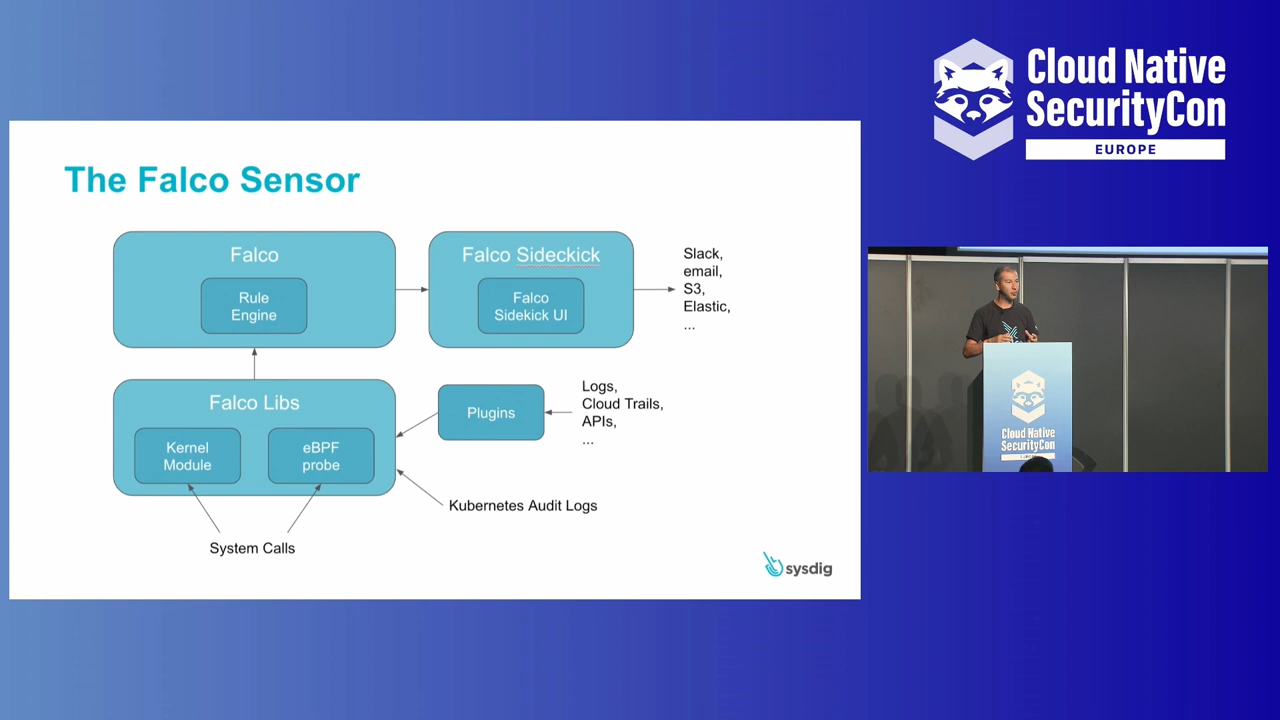 Cloud Native
SecurityCon
EUROPE
The Falco Sensor
Falco
Rule
Engine
Falco Sideckick
Falco
Sidekick UI
Slack,
email,
S3,
Elastic,
...
Falco Libs
Kernel
Module
eBPF
probe
Plugins
Logs,
Cloud Trails,
APIs,
...
Kubernetes Audit Logs
System Calls
sysdig
Cloud Native
SecurityCon